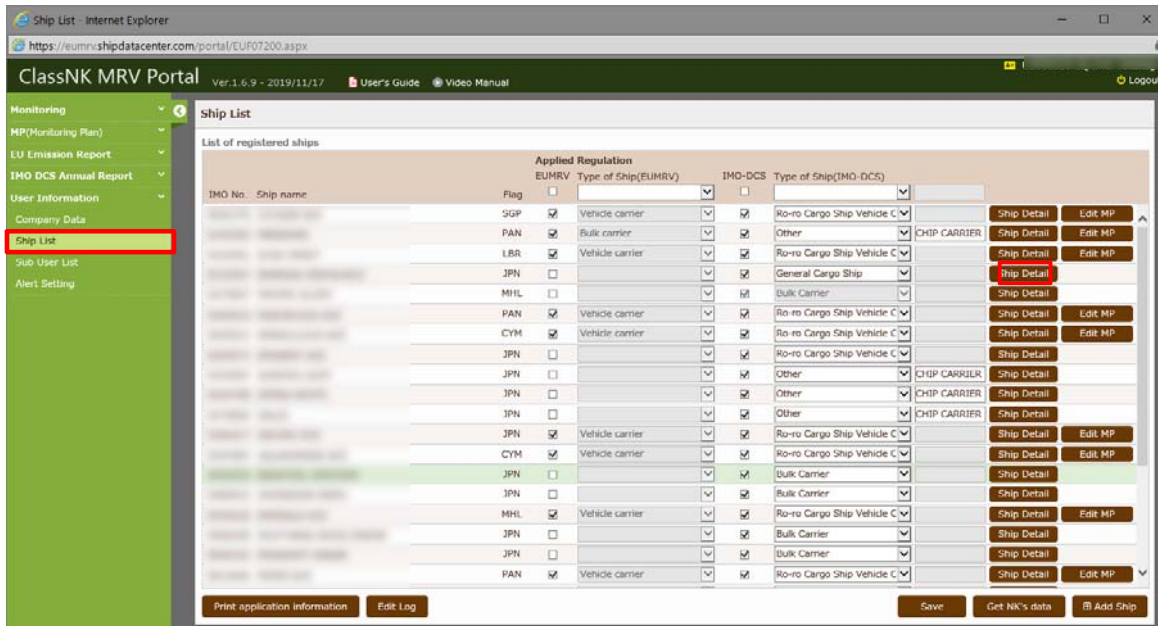 Ship List - Internet Explorer
https://eumrv.shipdatacenter.com/portal/EUF07200.aspx
ClassNK MRV Portal Ver.1.6.9 - 2019/11/17 User's Guide Video Manual
Logou
Monitoring
MP(Monitoring Plan)
EU Emission Report
IMO DCS Annual Report
User Information
Company Data
Ship List
Sub User List
Alert Setting
Ship List
List of registered ships
Applied Regulation
EUMRV Type of Ship(EUMRV) IMO-DCS Type of Ship(IMO-DCS)
IMO No. Ship name Flag
SGP Vehicle carrier Ro-ro Cargo Ship Vehicle C Ship Detail Edit MP
PAN Bulk carrier Other CHIP CARRIER Ship Detail Edit MP
LBR Vehicle carrier Ro-ro Cargo Ship Vehicle C Ship Detail Edit MP
JPN General Cargo Ship Ship Detail
MHL Bulk Carrier Ship Detail
PAN Vehicle carrier Ro-ro Cargo Ship Vehicle C Ship Detail Edit MP
CYM Vehicle carrier Ro-ro Cargo Ship Vehicle C Ship Detail Edit MP
JPN Ro-ro Cargo Ship Vehicle C Ship Detail
JPN Other CHIP CARRIER Ship Detail
JPN Other CHIP CARRIER Ship Detail
JPN Other CHIP CARRIER Ship Detail
JPN Vehicle carrier Ro-ro Cargo Ship Vehicle C Ship Detail Edit MP
CYM Vehicle carrier Ro-ro Cargo Ship Vehicle C Ship Detail Edit MP
JPN Bulk Carrier Ship Detail
JPN Bulk Carrier Ship Detail
MHL Vehicle carrier Ro-ro Cargo Ship Vehicle C Ship Detail Edit MP
JPN Bulk Carrier Ship Detail
JPN Bulk Carrier Ship Detail
PAN Vehicle carrier Ro-ro Cargo Ship Vehicle C Ship Detail Edit MP
Print application information Edit Log Save Get NK's data Add Ship